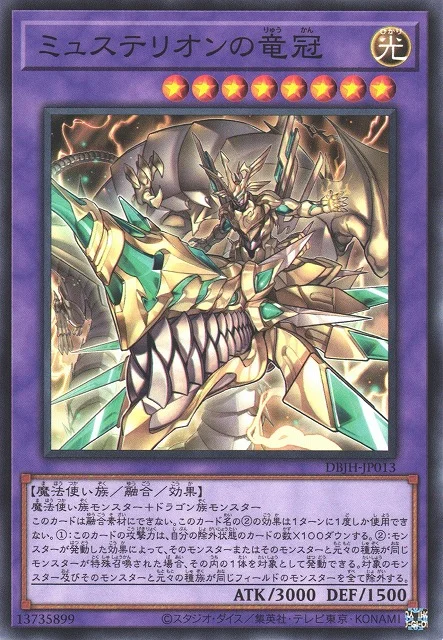 ミュステリオンの竜冠
光
DBJH-JP013
【魔法使い族／融合／効果】
魔法使い族モンスター＋ドラゴン族モンスター
このカードは融合素材にできない。このカード名の②の効果は1ターンに1度しか使用で
きない。①：このカードの攻撃力は、自分の除外状態のカードの数×100ダウンする。②：モン
スターが発動した効果によって、そのモンスターまたはそのモンスターと元々の種族が同じ
モンスターが特殊召喚された場合、その内の1体を対象として発動できる。対象のモン
スター及びそのモンスターと元々の種族が同じフィールドのモンスターを全て除外する。
ATK/3000 DEF/1500
13735899
©スタジオ・ダイス／集英社・テレビ東京・KONAMI